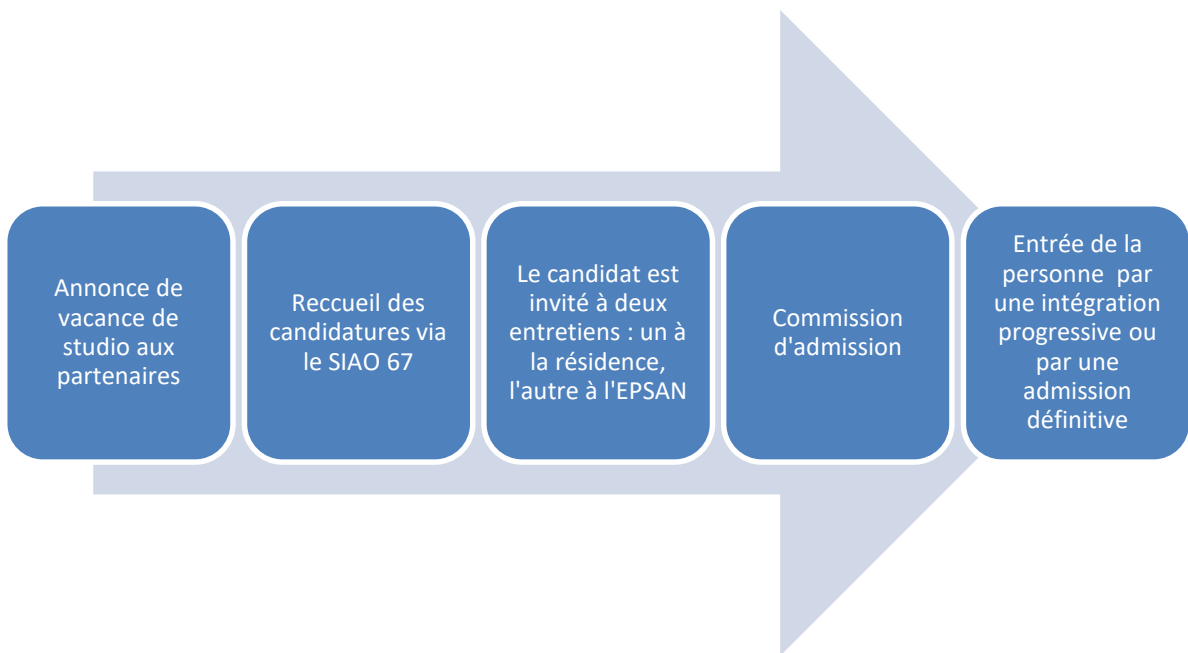 Annonce de
vacance de
studio aux
partenaires
Reccueil des
candidatures via
le SIAO 67
Le candidat est
invité à deux
entretiens : un à
la résidence,
l'autre à l'EPSAN
Commission
d'admission
Entrée de la
personne par
une intégration
progressive ou
par une
admission
définitive